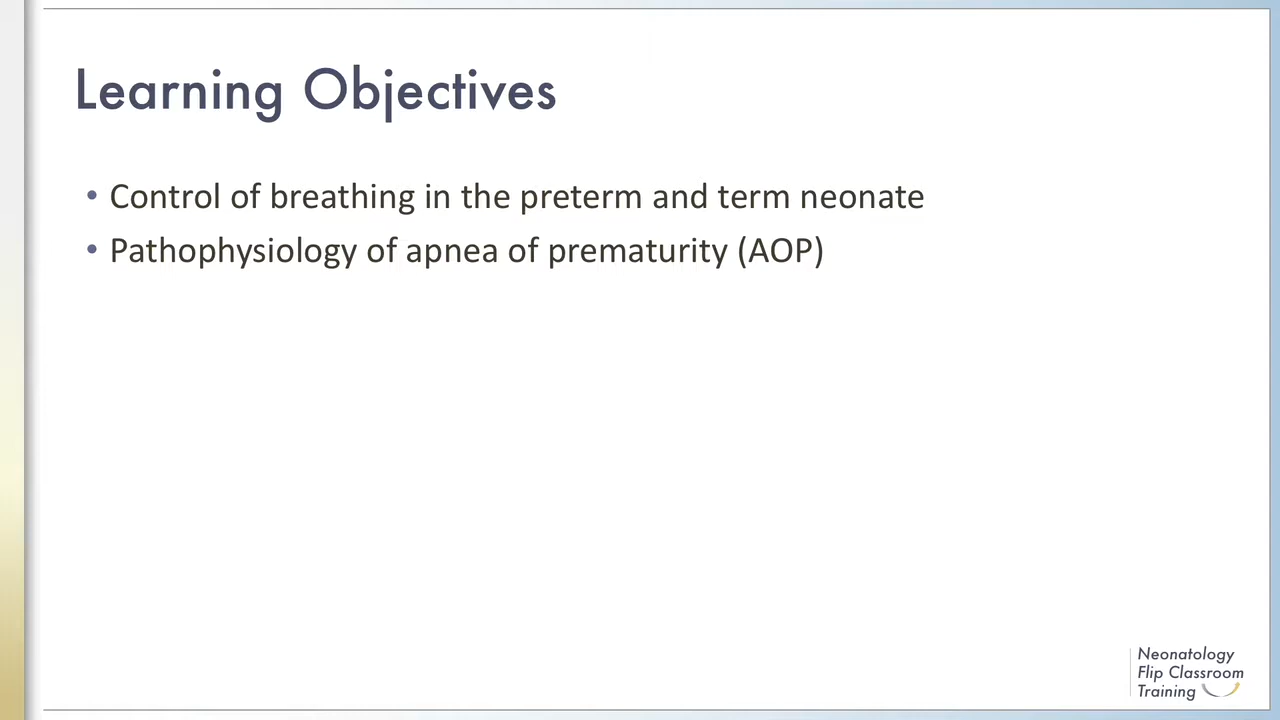 Learning Objectives
• Control of breathing in the preterm and term neonate
• Pathophysiology of apnea of prematurity (AOP)
Neonatology
Flip Classroom
Training